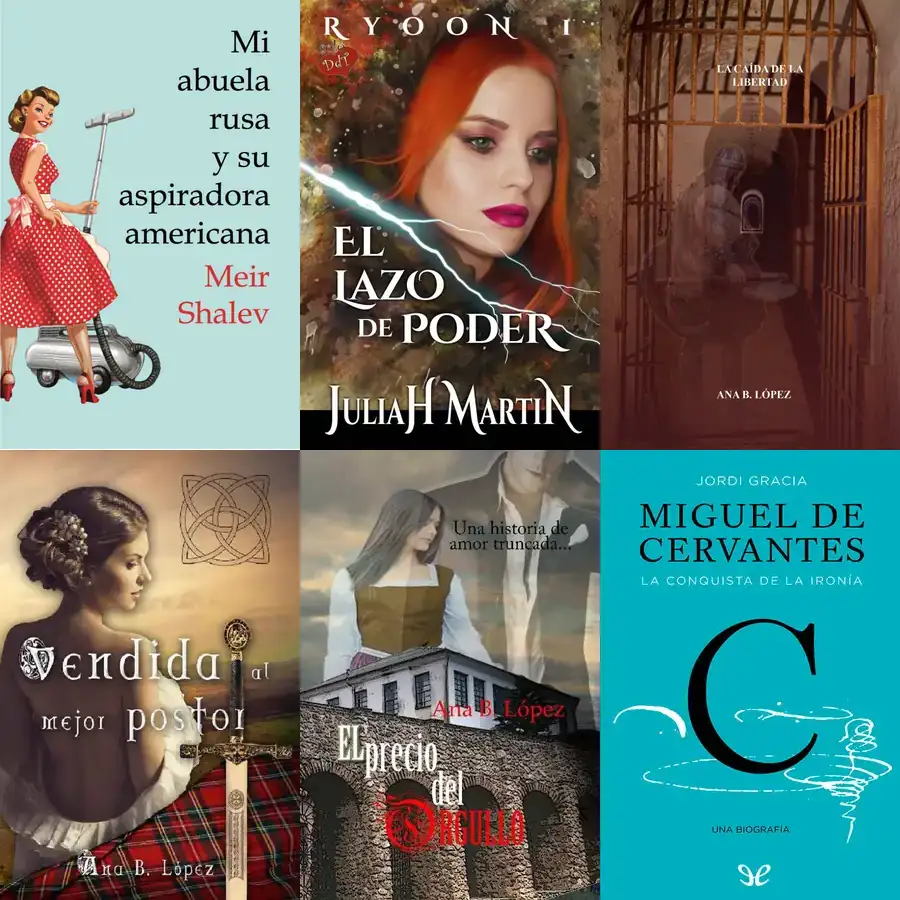 Mi
abuela
rusa
y su
aspiradora
americana
Meir
Shalev
RYOON I
DdT
EL
LAZO
DE PODER
JULIAH MARTIN
LA CAÍDA DE LA
LIBERTAD
ANA B. LÓPEZ
Vendida al
mejor postor
Ana B. López
Una historia de
amor truncada...
Ana B. López
EL precio
del
ORGULLO
JORDI GRACIA
MIGUEL DE
CERVANTES
LA CONQUISTA DE LA IRONÍA
C
UNA BIOGRAFÍA